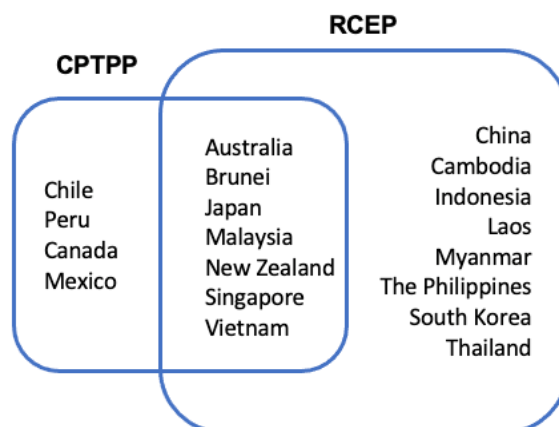 RCEP
CPTPP
Chile
Peru
Canada
Mexico
Australia
Brunei
Japan
Malaysia
New Zealand
Singapore
Vietnam
China
Cambodia
Indonesia
Laos
Myanmar
The Philippines
South Korea
Thailand